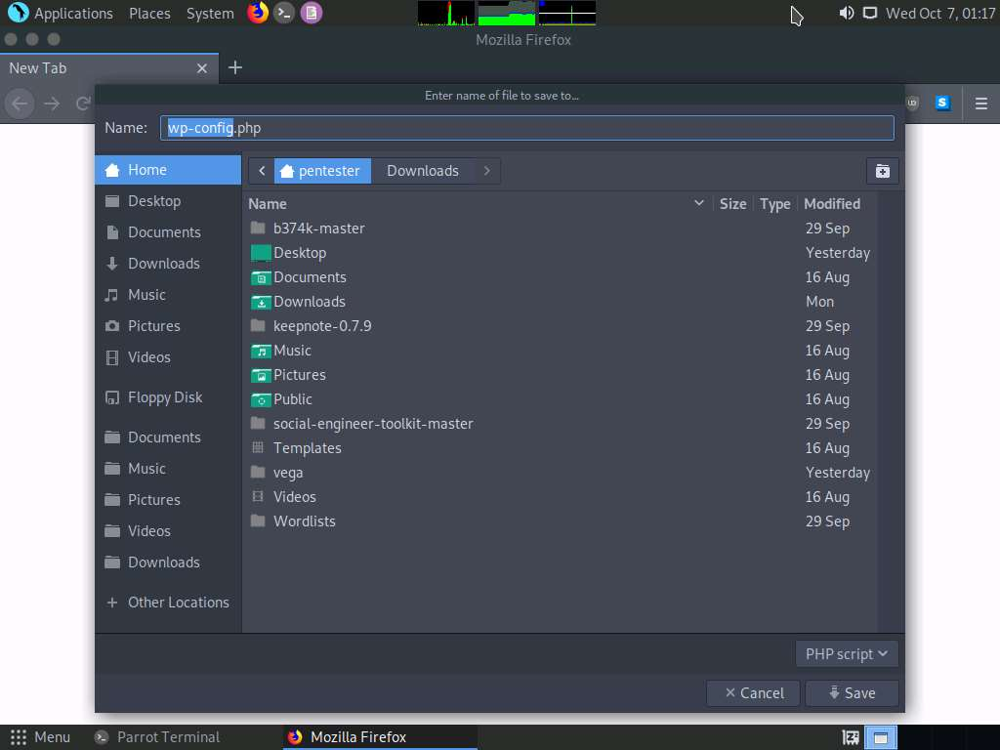 Applications Places System Wed Oct 7, 01:17
Mozilla Firefox
New Tab
Enter name of file to save to...
Name: wp-config.php
Home
pentester Downloads
Desktop
Documents
Downloads
Music
Pictures
Videos
Floppy Disk
Documents
Music
Pictures
Videos
Downloads
Other Locations
Name Size Type Modified
b374k-master 29 Sep
Desktop Yesterday
Documents 16 Aug
Downloads Mon
keepnote-0.7.9 29 Sep
Music 16 Aug
Pictures 16 Aug
Public 16 Aug
social-engineer-toolkit-master 29 Sep
Templates 16 Aug
vega Yesterday
Videos 16 Aug
Wordlists 29 Sep
PHP script
Cancel Save
Menu Parrot Terminal Mozilla Firefox